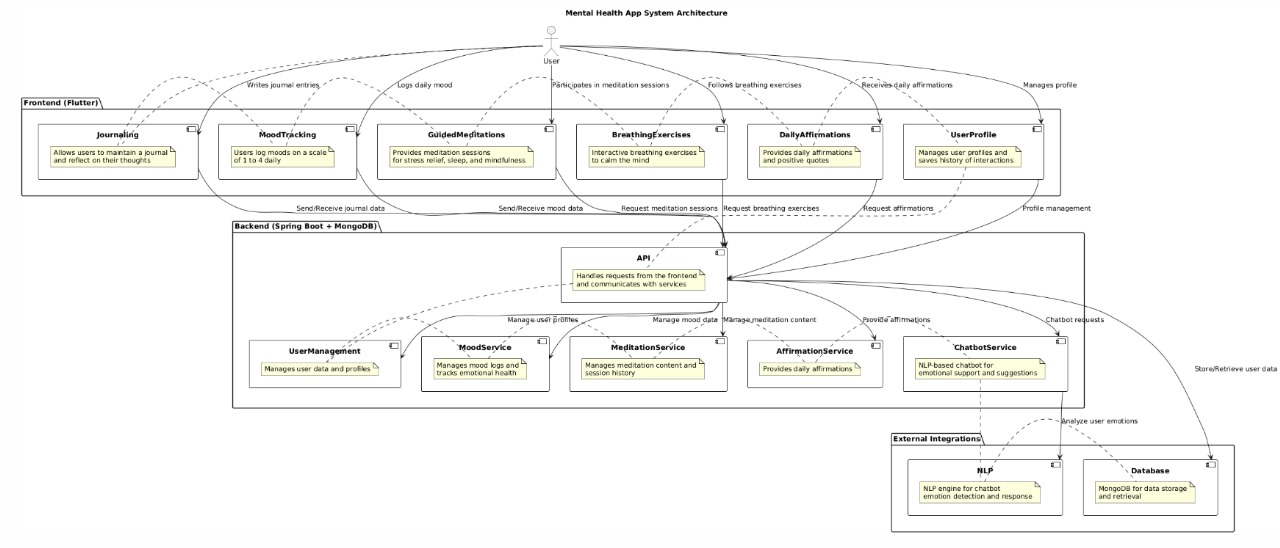 Mental Health App System Architecture
User
Writes journal entries
Logs daily mood
Participates in meditation sessions
Follows breathing exercises
Receives daily affirmations
Manages profile
Frontend (Flutter)
Journaling
Allows users to maintain a journal
and reflect on their thoughts
MoodTracking
Users log moods on a scale
of 1 to 4 daily
GuidedMeditations
Provides meditation sessions
for stress relief, sleep, and mindfulness
BreathingExercises
Interactive breathing exercises
to calm the mind
DailyAffirmations
Provides daily affirmations
and positive quotes
UserProfile
Manages user profiles and
saves history of interactions
Send/Receive journal data
Send/Receive mood data
Request meditation sessions
Request breathing exercises
Request affirmations
Profile management
Backend (Spring Boot + MongoDB)
API
Handles requests from the frontend
and communicates with services
Manage user profiles
Manage mood data
Manage meditation content
Provide affirmations
Chatbot requests
UserManagement
Manages user data and profiles
MoodService
Manages mood logs and
tracks emotional health
MeditationService
Manages meditation content and
session history
AffirmationService
Provides daily affirmations
ChatbotService
NLP-based chatbot for
emotional support and suggestions
Store/Retrieve user data
Analyze user emotions
External Integrations
NLP
NLP engine for chatbot
emotion detection and response
Database
MongoDB for data storage
and retrieval